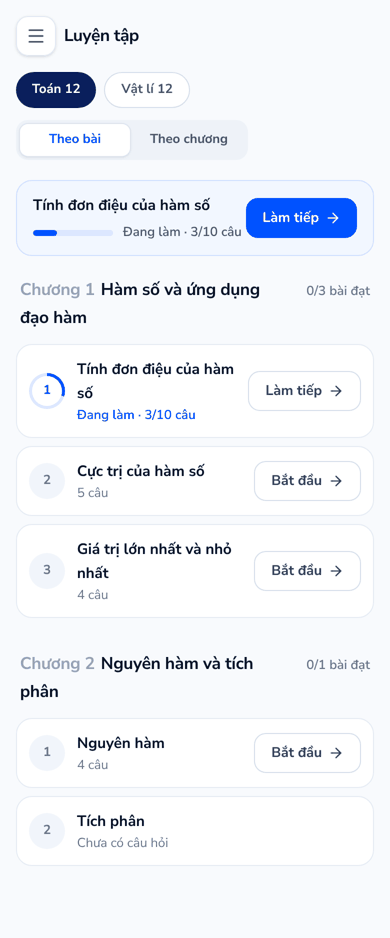 Luyện tập
Toán 12
Vật lí 12
Theo bài
Theo chương
Tính đơn điệu của hàm số
Đang làm · 3/10 câu
Làm tiếp →
Chương 1 Hàm số và ứng dụng
đạo hàm
0/3 bài đạt
1
Tính đơn điệu của hàm
số
Đang làm · 3/10 câu
Làm tiếp →
2
Cực trị của hàm số
5 câu
Bắt đầu →
3
Giá trị lớn nhất và nhỏ
nhất
4 câu
Bắt đầu →
Chương 2 Nguyên hàm và tích
phân
0/1 bài đạt
1
Nguyên hàm
4 câu
Bắt đầu →
2
Tích phân
Chưa có câu hỏi